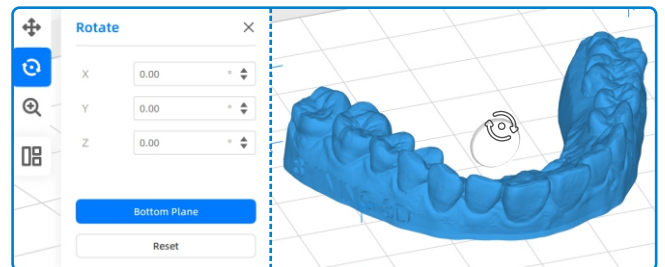 Rotate
X 0.00 °
Y 0.00 °
Z 0.00 °
Bottom Plane
Reset